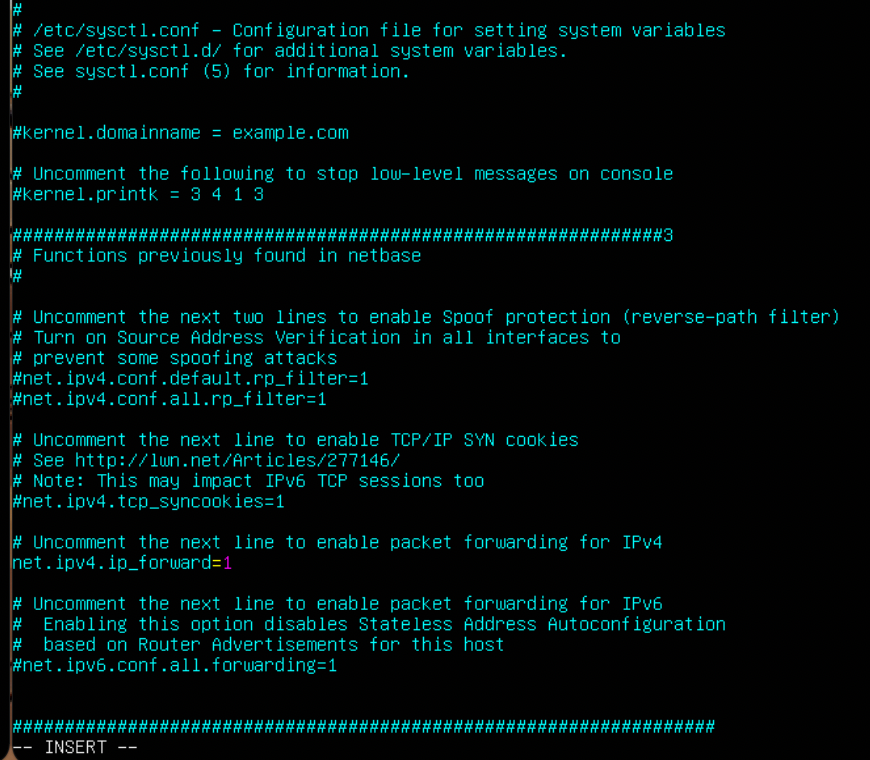 #
# /etc/sysctl.conf - Configuration file for setting system variables
# See /etc/sysctl.d/ for additional system variables.
# See sysctl.conf (5) for information.
#
#kernel.domainname = example.com
# Uncomment the following to stop low-level messages on console
#kernel.printk = 3 4 1 3
##############################################################3
# Functions previously found in netbase
#
# Uncomment the next two lines to enable Spoof protection (reverse-path filter)
# Turn on Source Address Verification in all interfaces to
# prevent some spoofing attacks
#net.ipv4.conf.default.rp_filter=1
#net.ipv4.conf.all.rp_filter=1
# Uncomment the next line to enable TCP/IP SYN cookies
# See http://lwn.net/Articles/277146/
# Note: This may impact IPv6 TCP sessions too
#net.ipv4.tcp_syncookies=1
# Uncomment the next line to enable packet forwarding for IPv4
net.ipv4.ip_forward=1
# Uncomment the next line to enable packet forwarding for IPv6
#  Enabling this option disables Stateless Address Autoconfiguration
#  based on Router Advertisements for this host
#net.ipv6.conf.all.forwarding=1
###################################################################
-- INSERT --